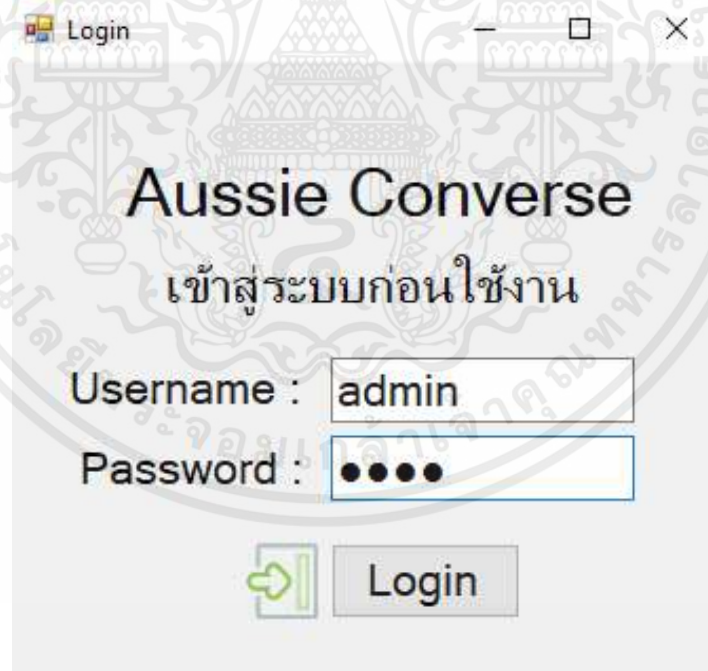 Login
Aussie Converse
เข้าสู่ระบบก่อนใช้งาน
Username : admin
Password : ●●●●
Login